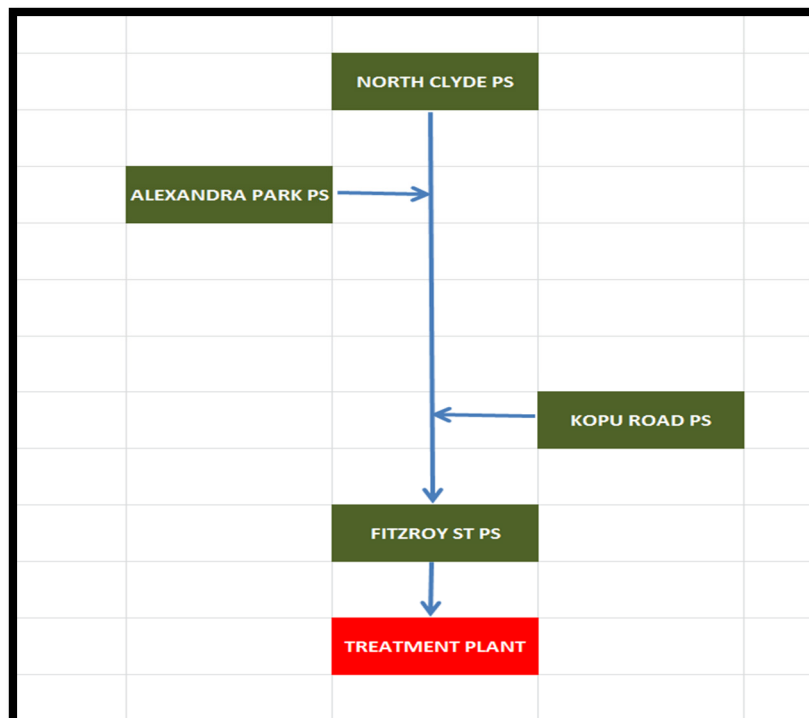 NORTH CLYDE PS
ALEXANDRA PARK PS
KOPU ROAD PS
FITZROY ST PS
TREATMENT PLANT